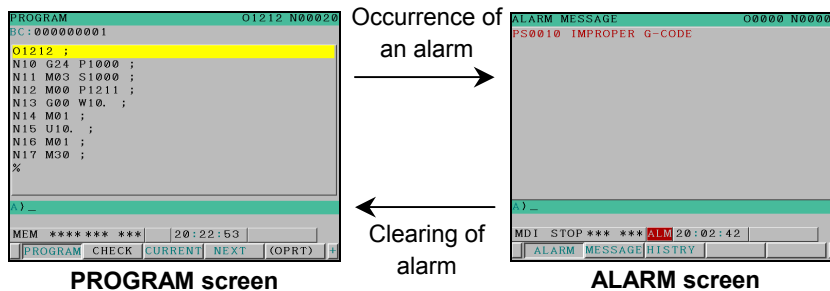 PROGRAM O1212 N00020
BC:000000001
O1212 ;
N10 G24 P1000 ;
N11 M03 S1000 ;
N12 M00 P1211 ;
N13 G00 W10. ;
N14 M01 ;
N15 U10. ;
N16 M01 ;
N17 M30 ;
%
A)_
MEM **** *** *** 20:22:53
PROGRAM CHECK CURRENT NEXT (OPRT) +
PROGRAM screen
Occurrence of
an alarm
Clearing of
alarm
ALARM MESSAGE O0000 N0000
PS0010 IMPROPER G-CODE
A)_
MDI STOP *** *** ALM 20:02:42
ALARM MESSAGE HISTRY
ALARM screen